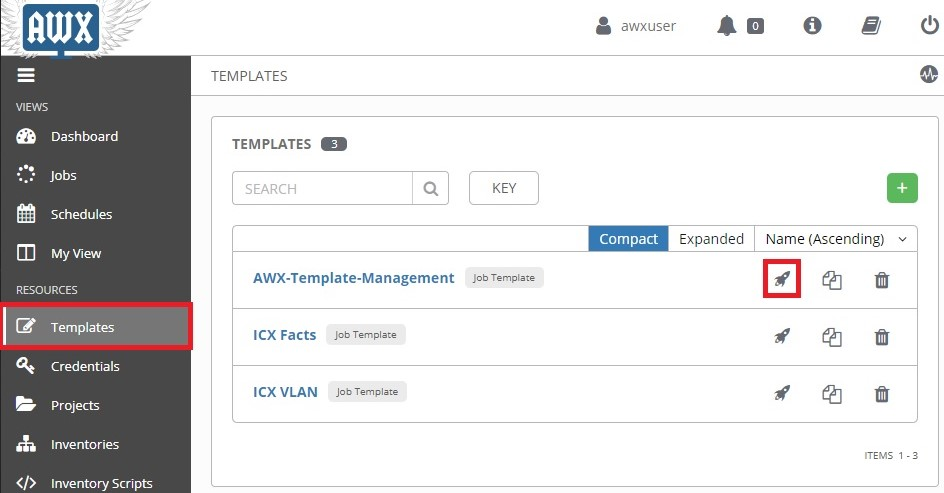 AWX
awxuser
0
TEMPLATES
VIEWS
Dashboard
Jobs
Schedules
My View
RESOURCES
Templates
Credentials
Projects
Inventories
Inventory Scripts
TEMPLATES 3
SEARCH
KEY
+
Compact Expanded Name (Ascending)
AWX-Template-Management Job Template
ICX Facts Job Template
ICX VLAN Job Template
ITEMS 1 - 3